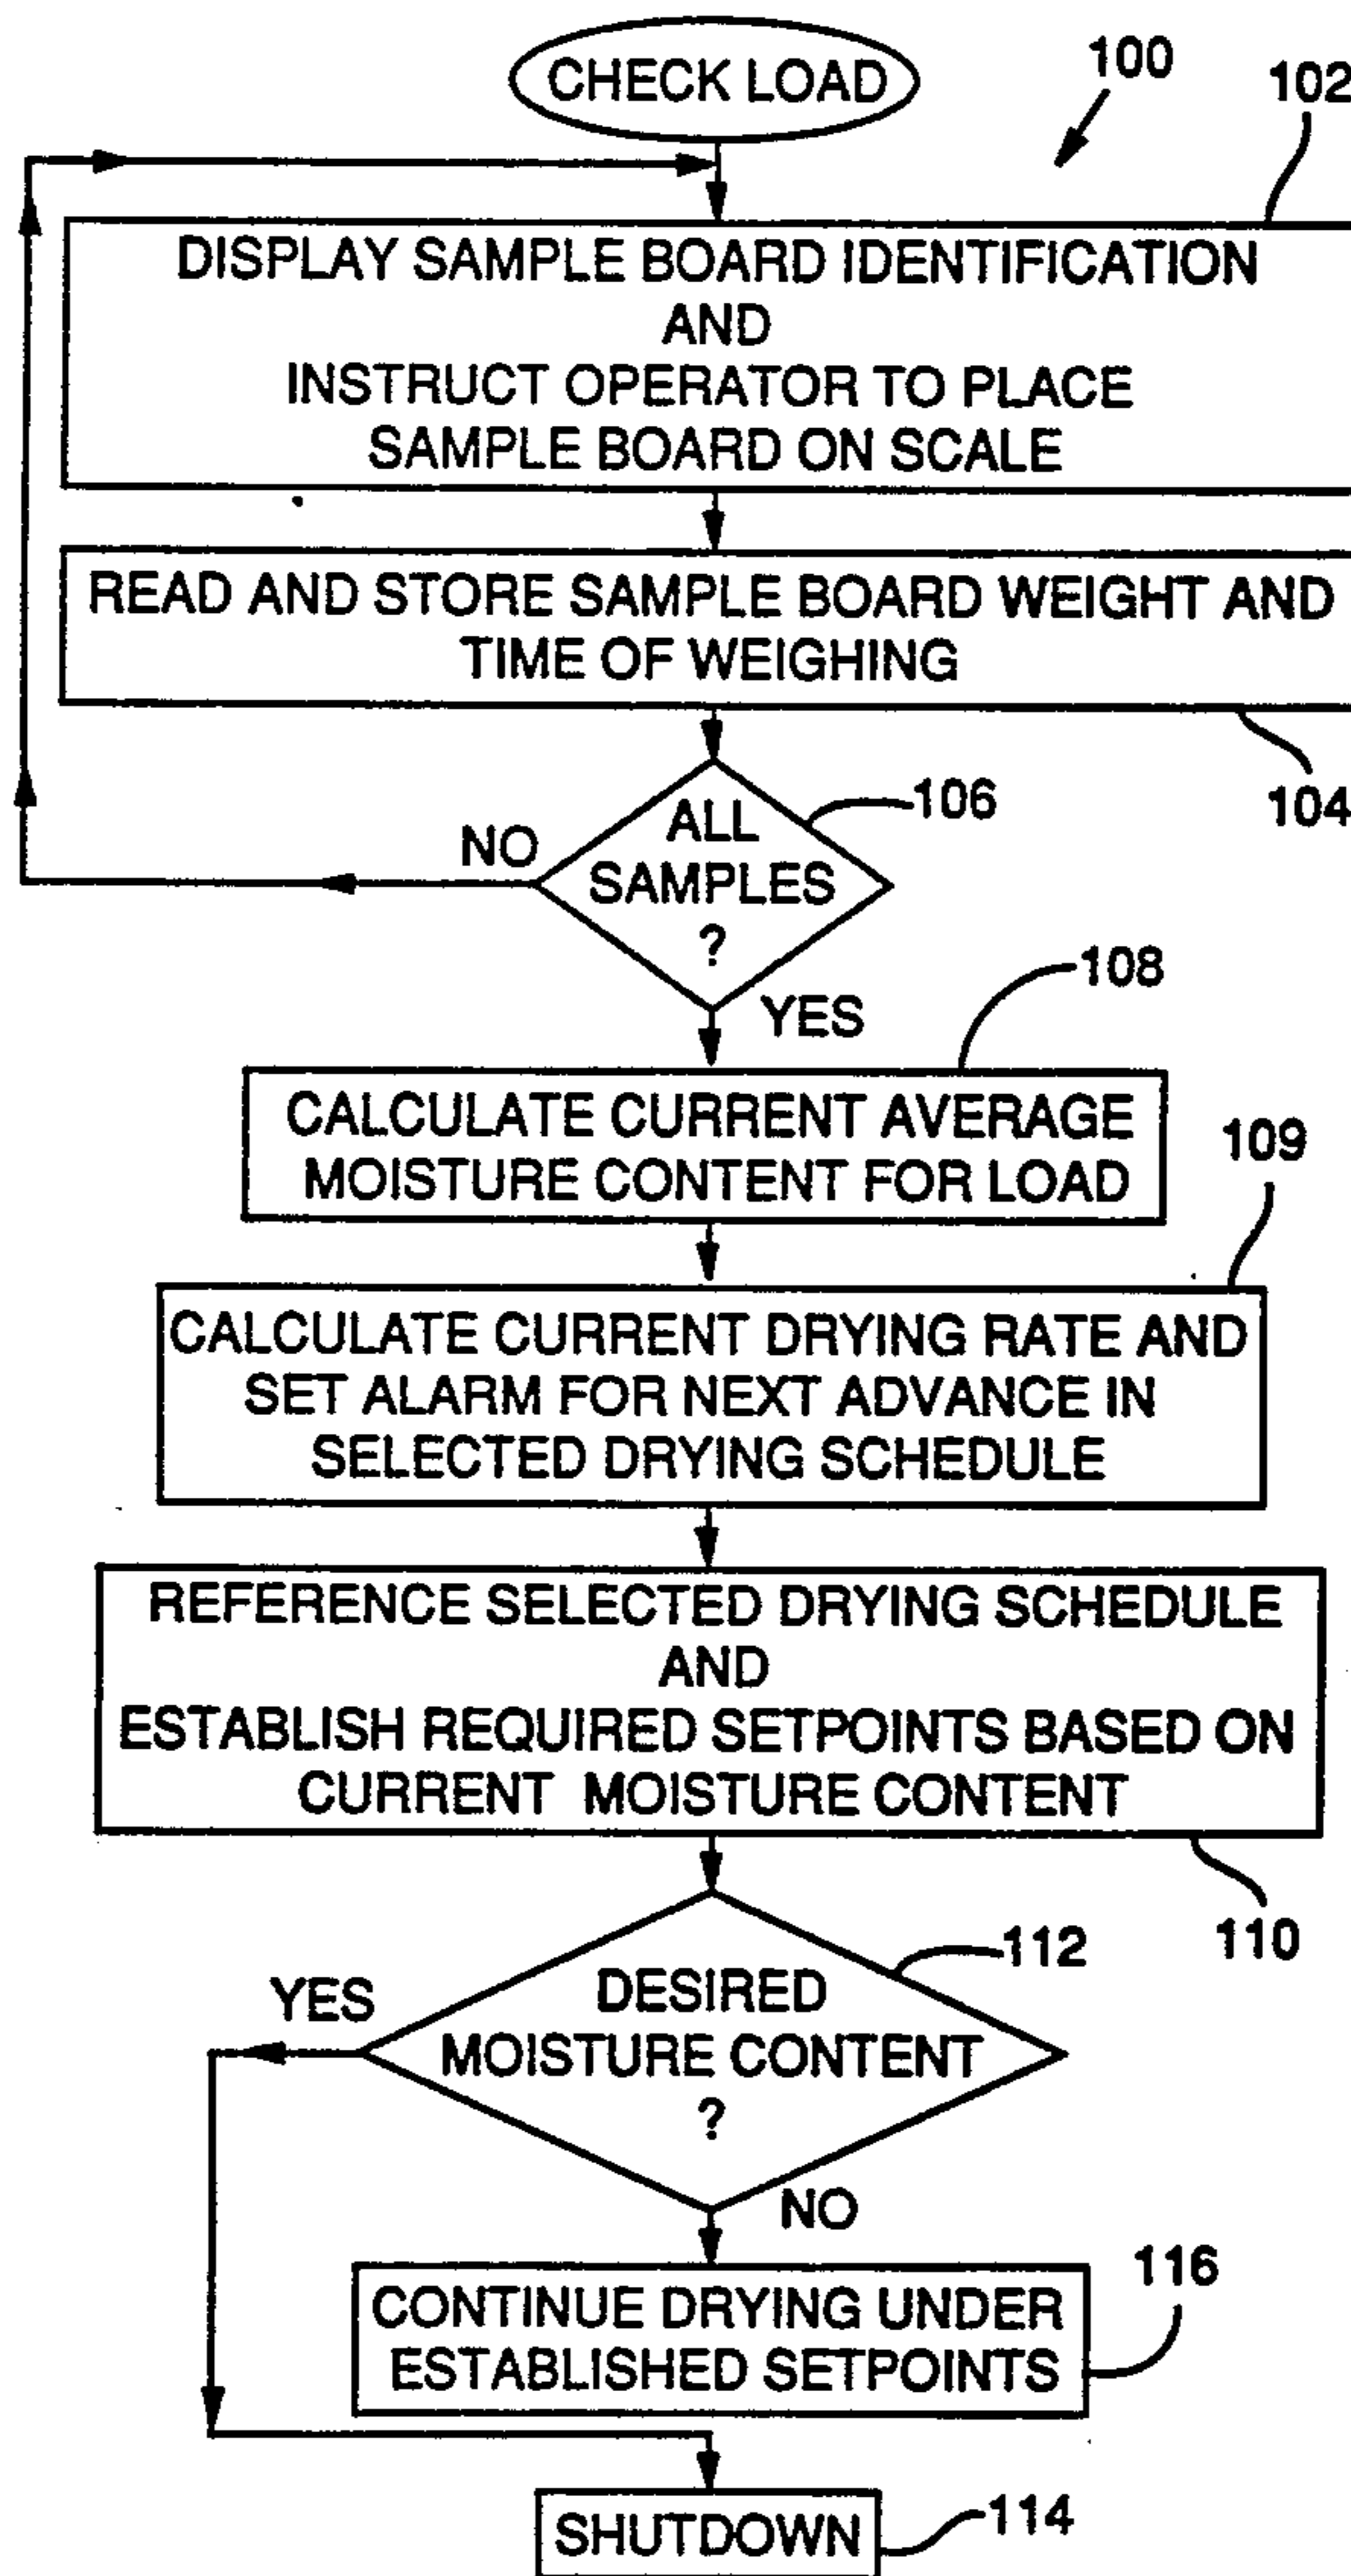 CHECK LOAD
100
102
DISPLAY SAMPLE BOARD IDENTIFICATION
AND
INSTRUCT OPERATOR TO PLACE
SAMPLE BOARD ON SCALE
READ AND STORE SAMPLE BOARD WEIGHT AND
TIME OF WEIGHING
104
106
ALL
SAMPLES
?
NO
YES
108
CALCULATE CURRENT AVERAGE
MOISTURE CONTENT FOR LOAD
109
CALCULATE CURRENT DRYING RATE AND
SET ALARM FOR NEXT ADVANCE IN
SELECTED DRYING SCHEDULE
REFERENCE SELECTED DRYING SCHEDULE
AND
ESTABLISH REQUIRED SETPOINTS BASED ON
CURRENT MOISTURE CONTENT
110
112
YES
DESIRED
MOISTURE CONTENT
?
NO
116
CONTINUE DRYING UNDER
ESTABLISHED SETPOINTS
SHUTDOWN
114